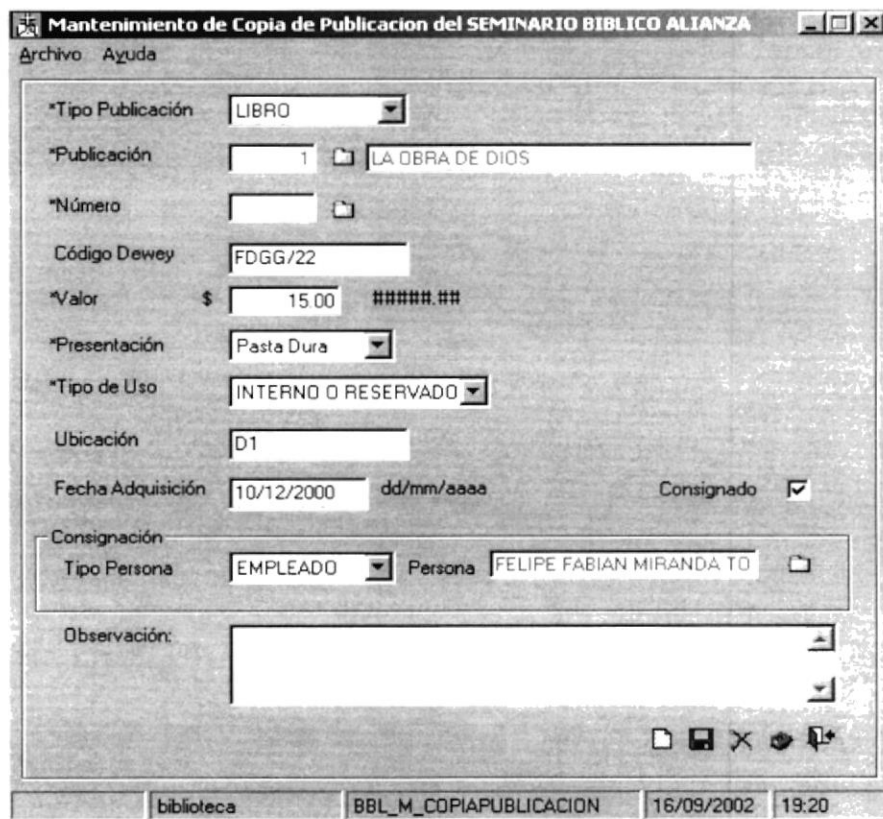 Mantenimiento de Copia de Publicacion del SEMINARIO BIBLICO ALIANZA
Archivo Ayuda
*Tipo Publicación LIBRO
*Publicación 1 LA OBRA DE DIOS
*Número
Código Dewey FDGG/22
*Valor $ 15.00 #####.##
*Presentación Pasta Dura
*Tipo de Uso INTERNO O RESERVADO
Ubicación D1
Fecha Adquisición 10/12/2000 dd/mm/aaaa Consignado
Consignación
Tipo Persona EMPLEADO Persona FELIPE FABIAN MIRANDA TO
Observación:
biblioteca BBL_M_COPIAPUBLICACION 16/09/2002 19:20